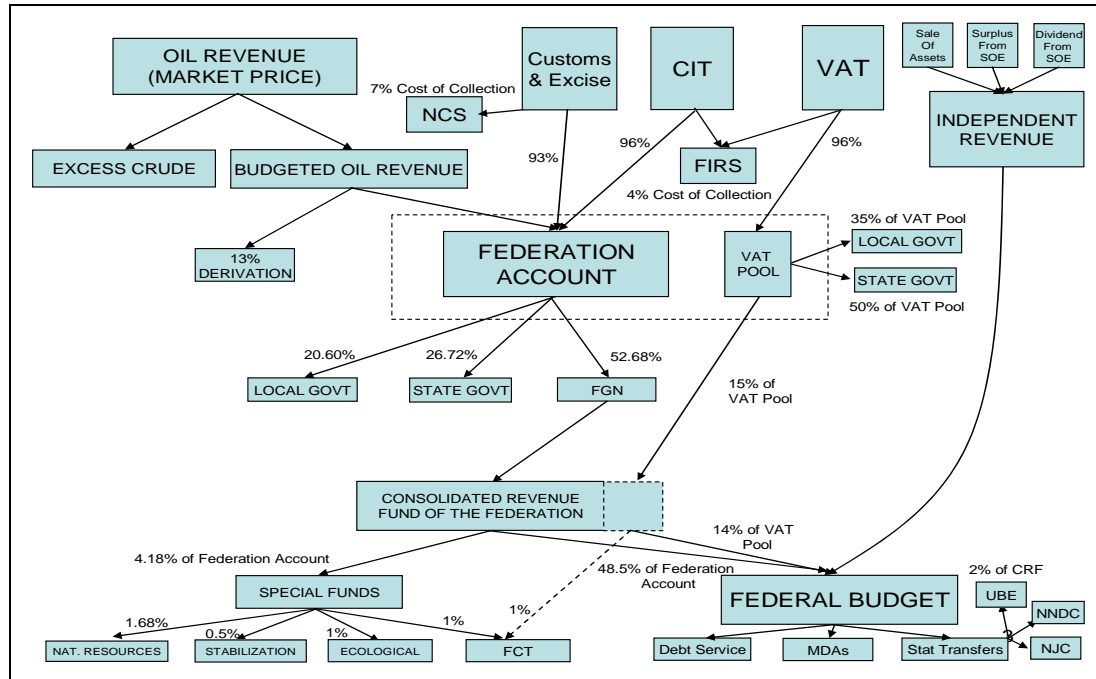 OIL REVENUE
(MARKET PRICE)
Customs
& Excise
CIT
VAT
Sale
Of
Assets
Surplus
From
SOE
Dividend
From
SOE
7% Cost of Collection
NCS
INDEPENDENT
REVENUE
EXCESS CRUDE
BUDGETED OIL REVENUE
93%
96%
FIRS
96%
4% Cost of Collection
13%
DERIVATION
FEDERATION
ACCOUNT
VAT
POOL
35% of VAT Pool
LOCAL GOVT
STATE GOVT
50% of VAT Pool
20.60%
26.72%
52.68%
LOCAL GOVT
STATE GOVT
FGN
15% of
VAT Pool
CONSOLIDATED REVENUE
FUND OF THE FEDERATION
14% of VAT
Pool
4.18% of Federation Account
48.5% of Federation
Account
SPECIAL FUNDS
FEDERAL BUDGET
2% of CRF
UBE
NNDC
NJC
1.68%
0.5%
1%
1%
1%
NAT. RESOURCES
STABILIZATION
ECOLOGICAL
FCT
Debt Service
MDAs
Stat Transfers
3